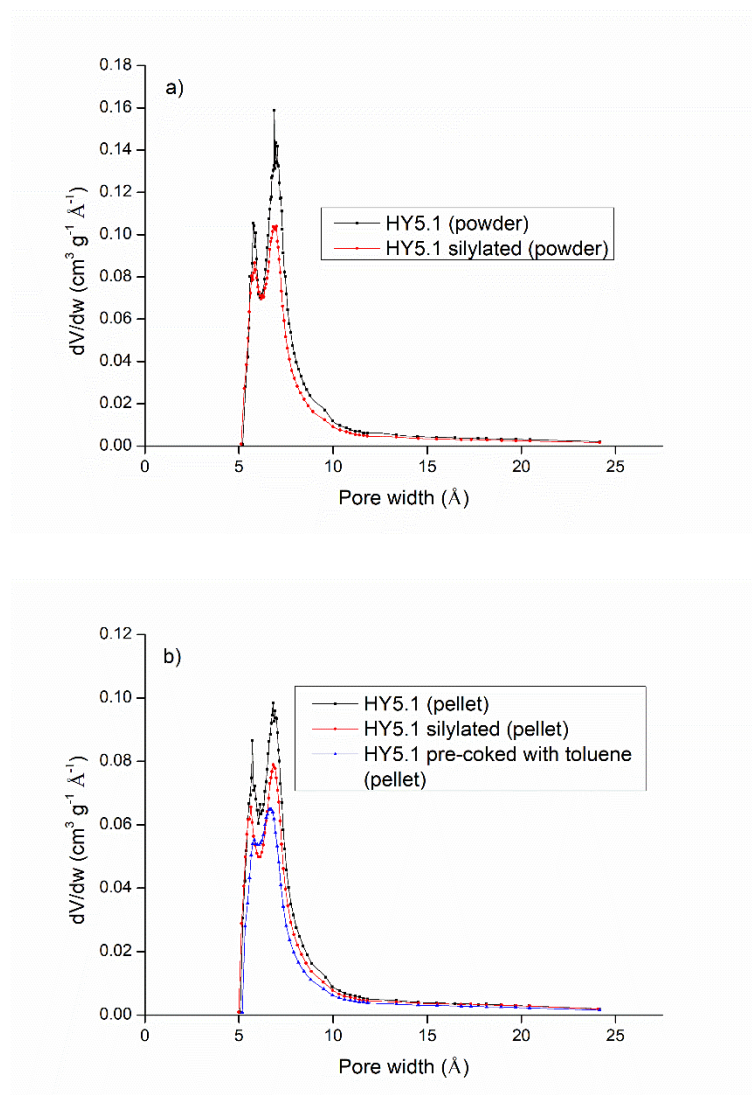 a)
0.18
0.16
0.14
0.12
0.10
0.08
0.06
0.04
0.02
0.00
dV/dw (cm³ g⁻¹ Å⁻¹)
HY5.1 (powder)
HY5.1 silylated (powder)
0 5 10 15 20 25
Pore width (Å)
b)
0.12
0.10
0.08
0.06
0.04
0.02
0.00
dV/dw (cm³ g⁻¹ Å⁻¹)
HY5.1 (pellet)
HY5.1 silylated (pellet)
HY5.1 pre-coked with toluene
(pellet)
0 5 10 15 20 25
Pore width (Å)